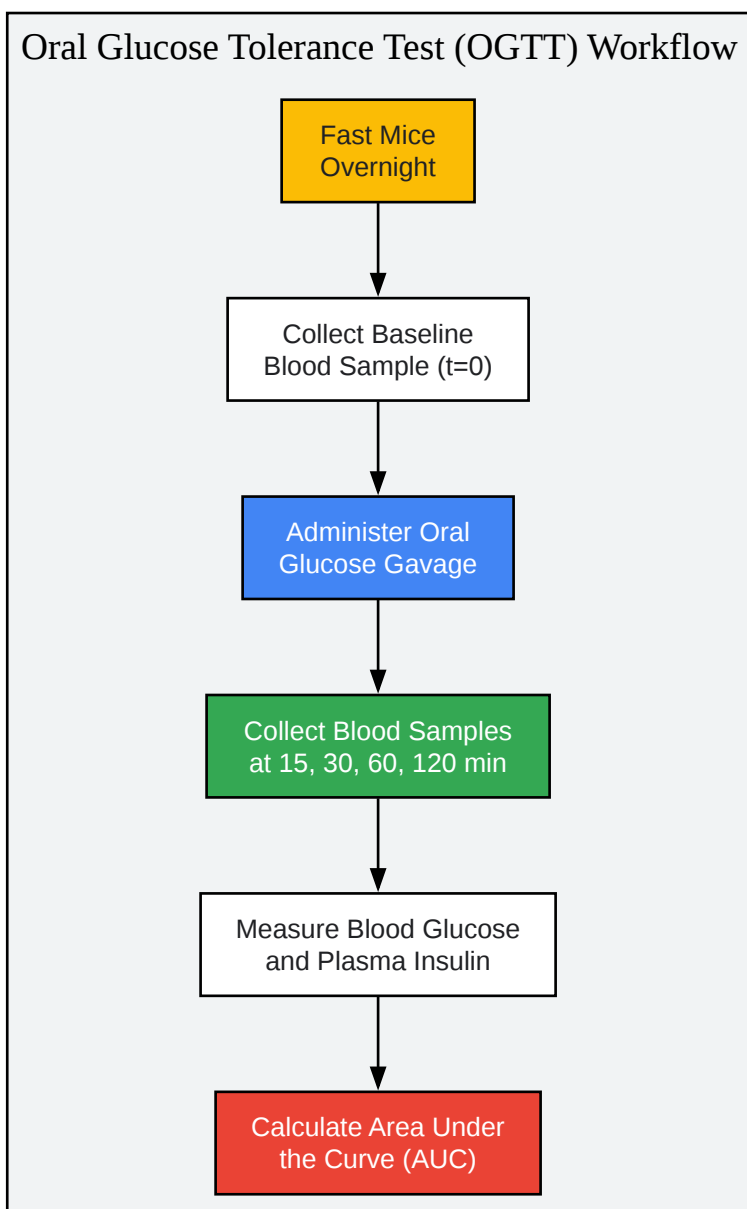 Oral Glucose Tolerance Test (OGTT) Workflow
Fast Mice
Overnight
Collect Baseline
Blood Sample (t=0)
Administer Oral
Glucose Gavage
Collect Blood Samples
at 15, 30, 60, 120 min
Measure Blood Glucose
and Plasma Insulin
Calculate Area Under
the Curve (AUC)